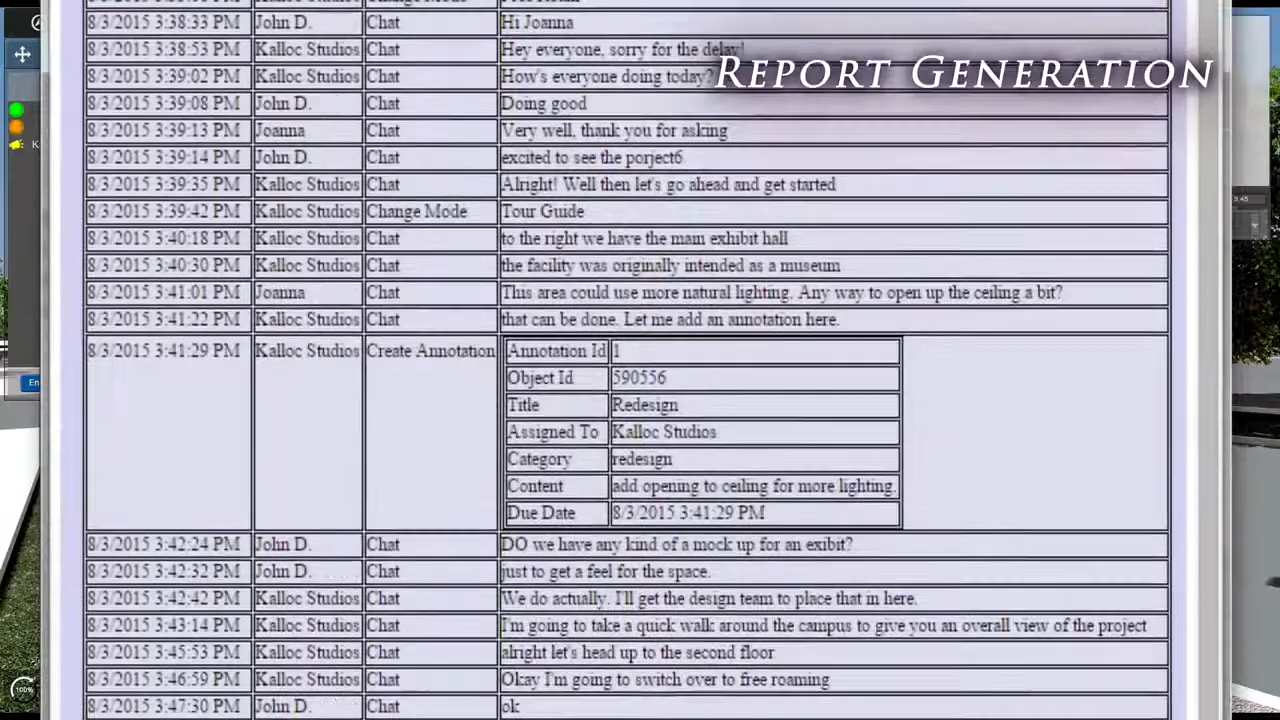 8/3/2015 3:38:33 PM John D. Chat Hi Joanna
8/3/2015 3:38:53 PM Kalloc Studios Chat Hey everyone, sorry for the delay!
REPORT GENERATION
8/3/2015 3:39:02 PM Kalloc Studios Chat How's everyone doing today?
8/3/2015 3:39:08 PM John D. Chat Doing good
8/3/2015 3:39:13 PM Joanna Chat Very well, thank you for asking
8/3/2015 3:39:14 PM John D. Chat excited to see the porject6
8/3/2015 3:39:35 PM Kalloc Studios Chat Alright! Well then let's go ahead and get started
8/3/2015 3:39:42 PM Kalloc Studios Change Mode Tour Guide
8/3/2015 3:40:18 PM Kalloc Studios Chat to the right we have the main exhibit hall
8/3/2015 3:40:30 PM Kalloc Studios Chat the facility was originally intended as a museum
8/3/2015 3:41:01 PM Joanna Chat This area could use more natural lighting. Any way to open up the ceiling a bit?
8/3/2015 3:41:22 PM Kalloc Studios Chat that can be done. Let me add an annotation here.
8/3/2015 3:41:29 PM Kalloc Studios Create Annotation Annotation Id 1
Object Id 590556
Title Redesign
Assigned To Kalloc Studios
Category redesign
Content add opening to ceiling for more lighting.
Due Date 8/3/2015 3:41:29 PM
8/3/2015 3:42:24 PM John D. Chat DO we have any kind of a mock up for an exibit?
8/3/2015 3:42:32 PM John D. Chat just to get a feel for the space.
8/3/2015 3:42:42 PM Kalloc Studios Chat We do actually. I'll get the design team to place that in here.
8/3/2015 3:43:14 PM Kalloc Studios Chat I'm going to take a quick walk around the campus to give you an overall view of the project
8/3/2015 3:45:53 PM Kalloc Studios Chat alright let's head up to the second floor
8/3/2015 3:46:59 PM Kalloc Studios Chat Okay I'm going to switch over to free roaming
8/3/2015 3:47:30 PM John D. Chat ok
K
En
9:45
100%